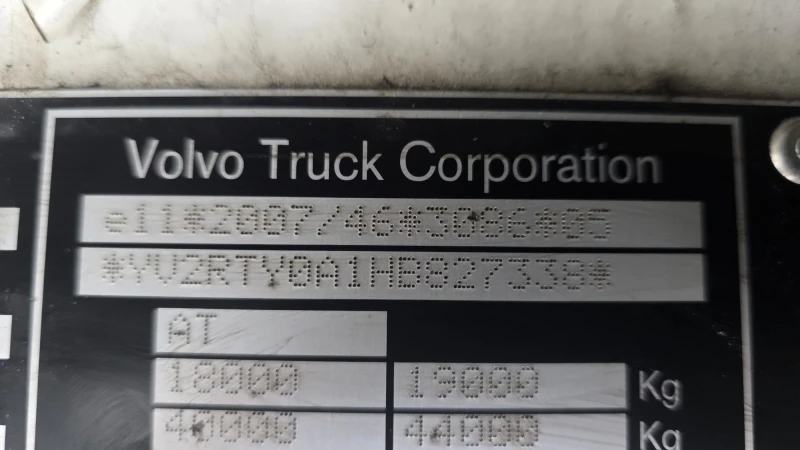 Volvo Truck Corporation
e11*2007/46*3086*05
*YV2RTY0A1HB827338*
AT
18000 19000 Kg
40000 44000 Kg